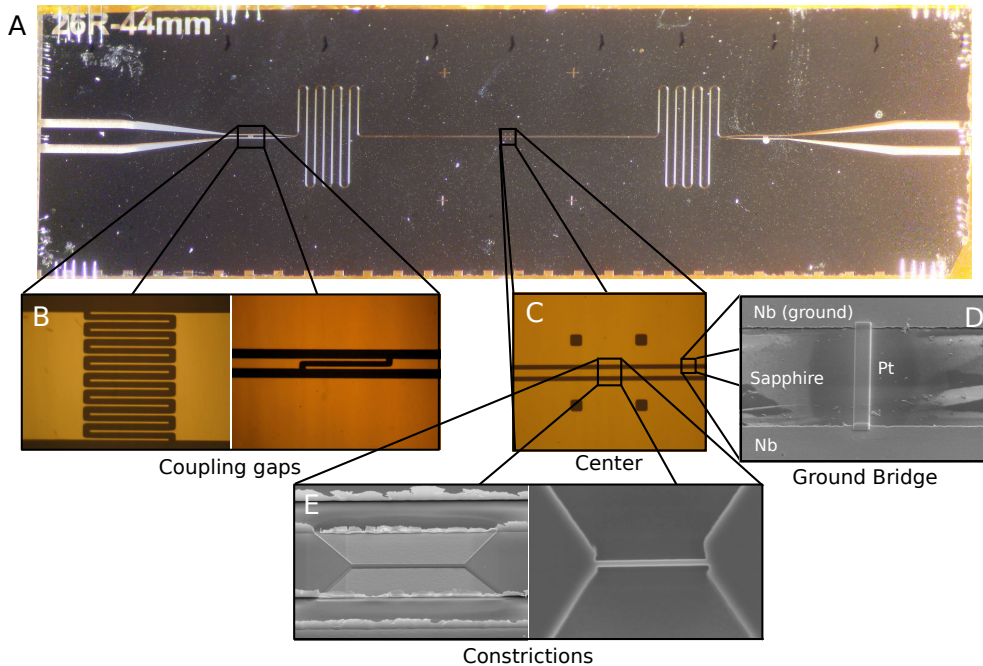 A
26R-44mm
B
Coupling gaps
C
Center
Nb (ground)
D
Pt
Sapphire
Nb
Ground Bridge
E
Constrictions